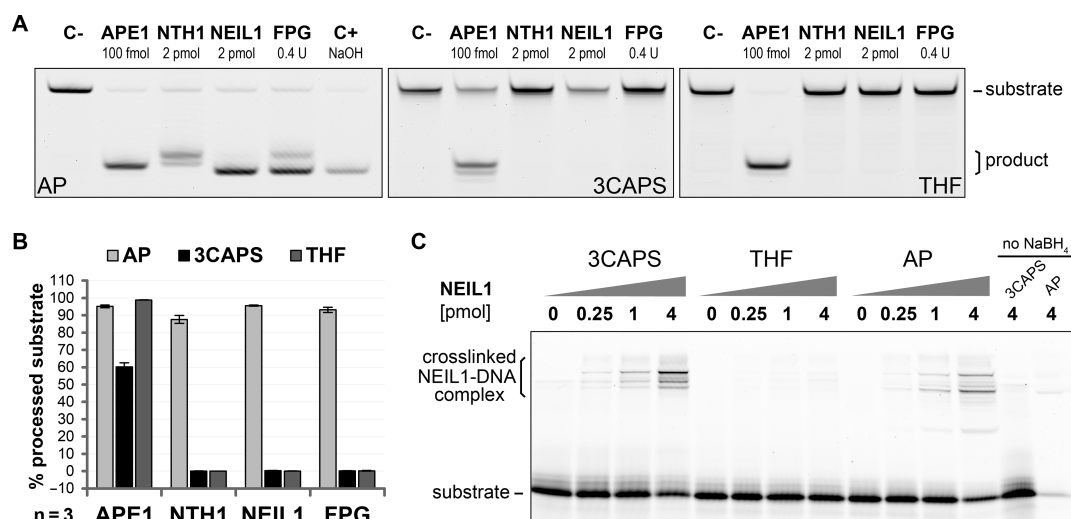 A
C- APE1 NTH1 NEIL1 FPG C+
100 fmol 2 pmol 2 pmol 0.4 U NaOH
AP
C- APE1 NTH1 NEIL1 FPG
100 fmol 2 pmol 2 pmol 0.4 U
3CAPS
C- APE1 NTH1 NEIL1 FPG
100 fmol 2 pmol 2 pmol 0.4 U
THF
substrate
product
B
AP 3CAPS THF
% processed substrate
110
100
90
80
70
60
50
40
30
20
10
0
−10
n = 3 APE1 NTH1 NEIL1 FPG
C
no NaBH₄
3CAPS THF AP 3CAPS AP
NEIL1
[pmol] 0 0.25 1 4 0 0.25 1 4 0 0.25 1 4 4 4
crosslinked
NEIL1-DNA
complex
substrate